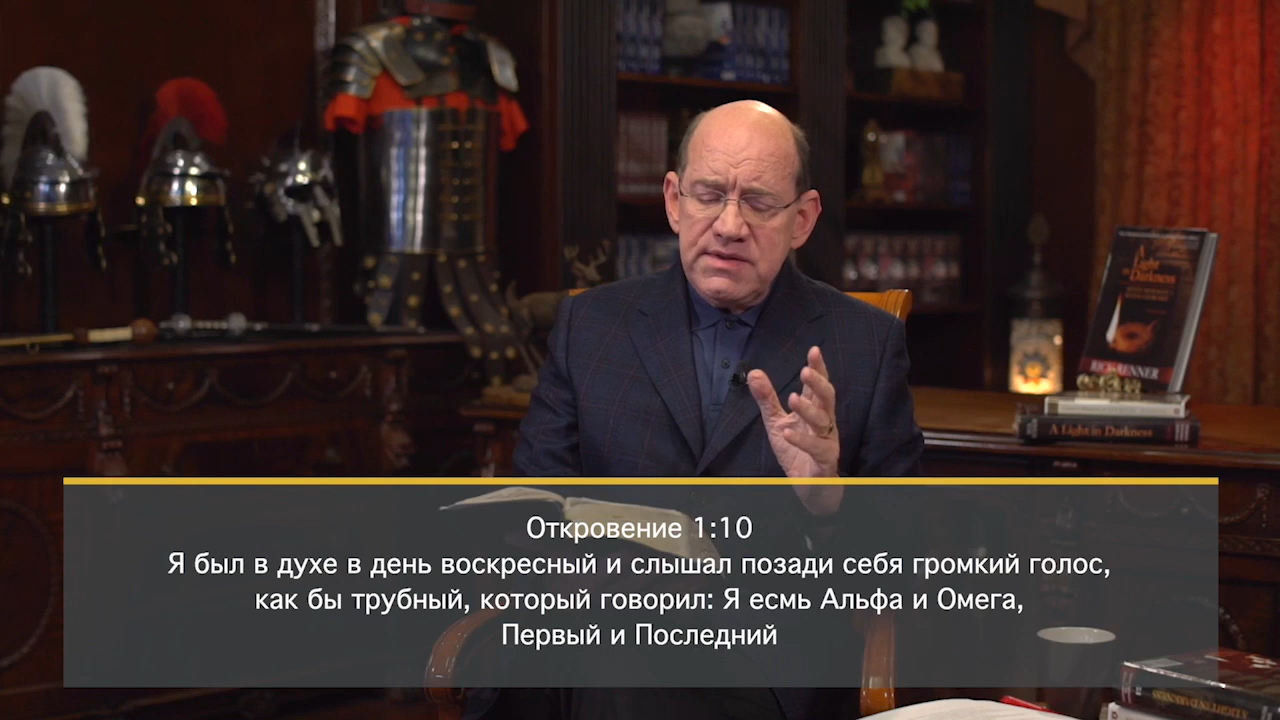 Откровение 1:10
Я был в духе в день воскресный и слышал позади себя громкий голос,
как бы трубный, который говорил: Я есмь Альфа и Омега,
Первый и Последний
A Light
in Darkness
RICK RENNER
A Light in Darkness